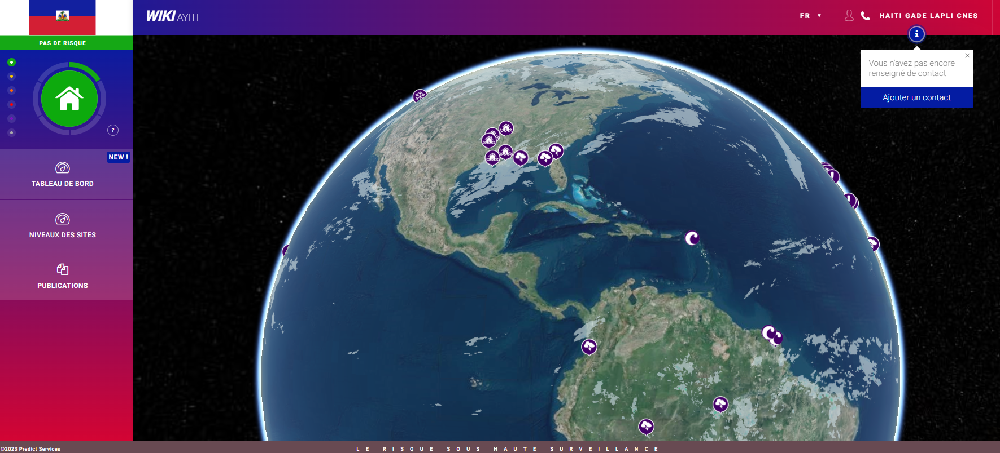 WIKI AYITI
FR
HAITI GADE LAPLI CNES
PAS DE RISQUE
Vous n'avez pas encore
renseigné de contact
Ajouter un contact
?
NEW !
TABLEAU DE BORD
NIVEAUX DES SITES
PUBLICATIONS
©2023 Predict Services
LE RISQUE SOUS HAUTE SURVEILLANCE